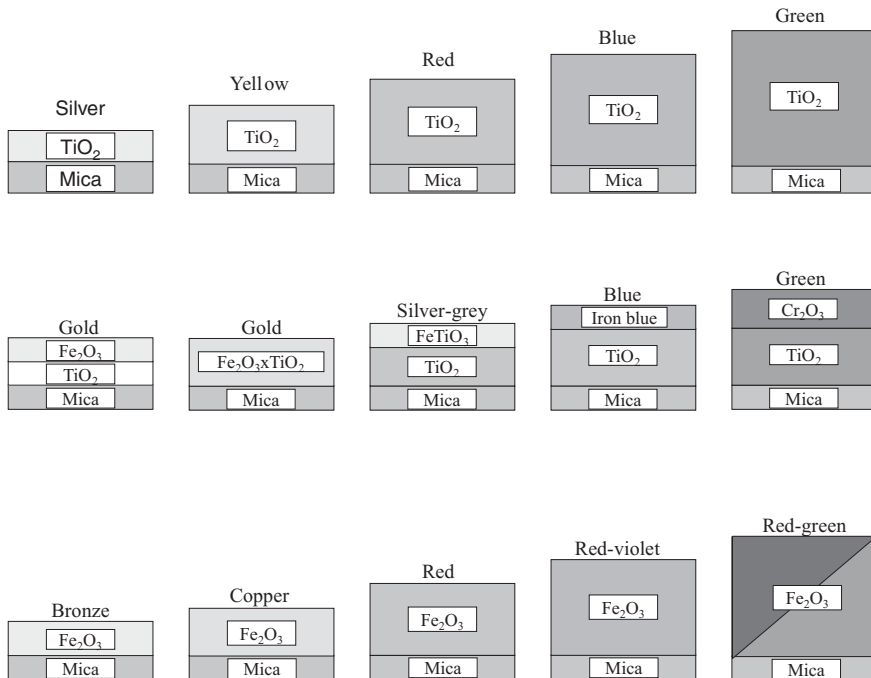 Silver
TiO₂
Mica
Yellow
TiO₂
Mica
Red
TiO₂
Mica
Blue
TiO₂
Mica
Green
TiO₂
Mica
Gold
Fe₂O₃
TiO₂
Mica
Gold
Fe₂O₃xTiO₂
Mica
Silver-grey
FeTiO₃
TiO₂
Mica
Blue
Iron blue
TiO₂
Mica
Green
Cr₂O₃
TiO₂
Mica
Bronze
Fe₂O₃
Mica
Copper
Fe₂O₃
Mica
Red
Fe₂O₃
Mica
Red-violet
Fe₂O₃
Mica
Red-green
Fe₂O₃
Mica